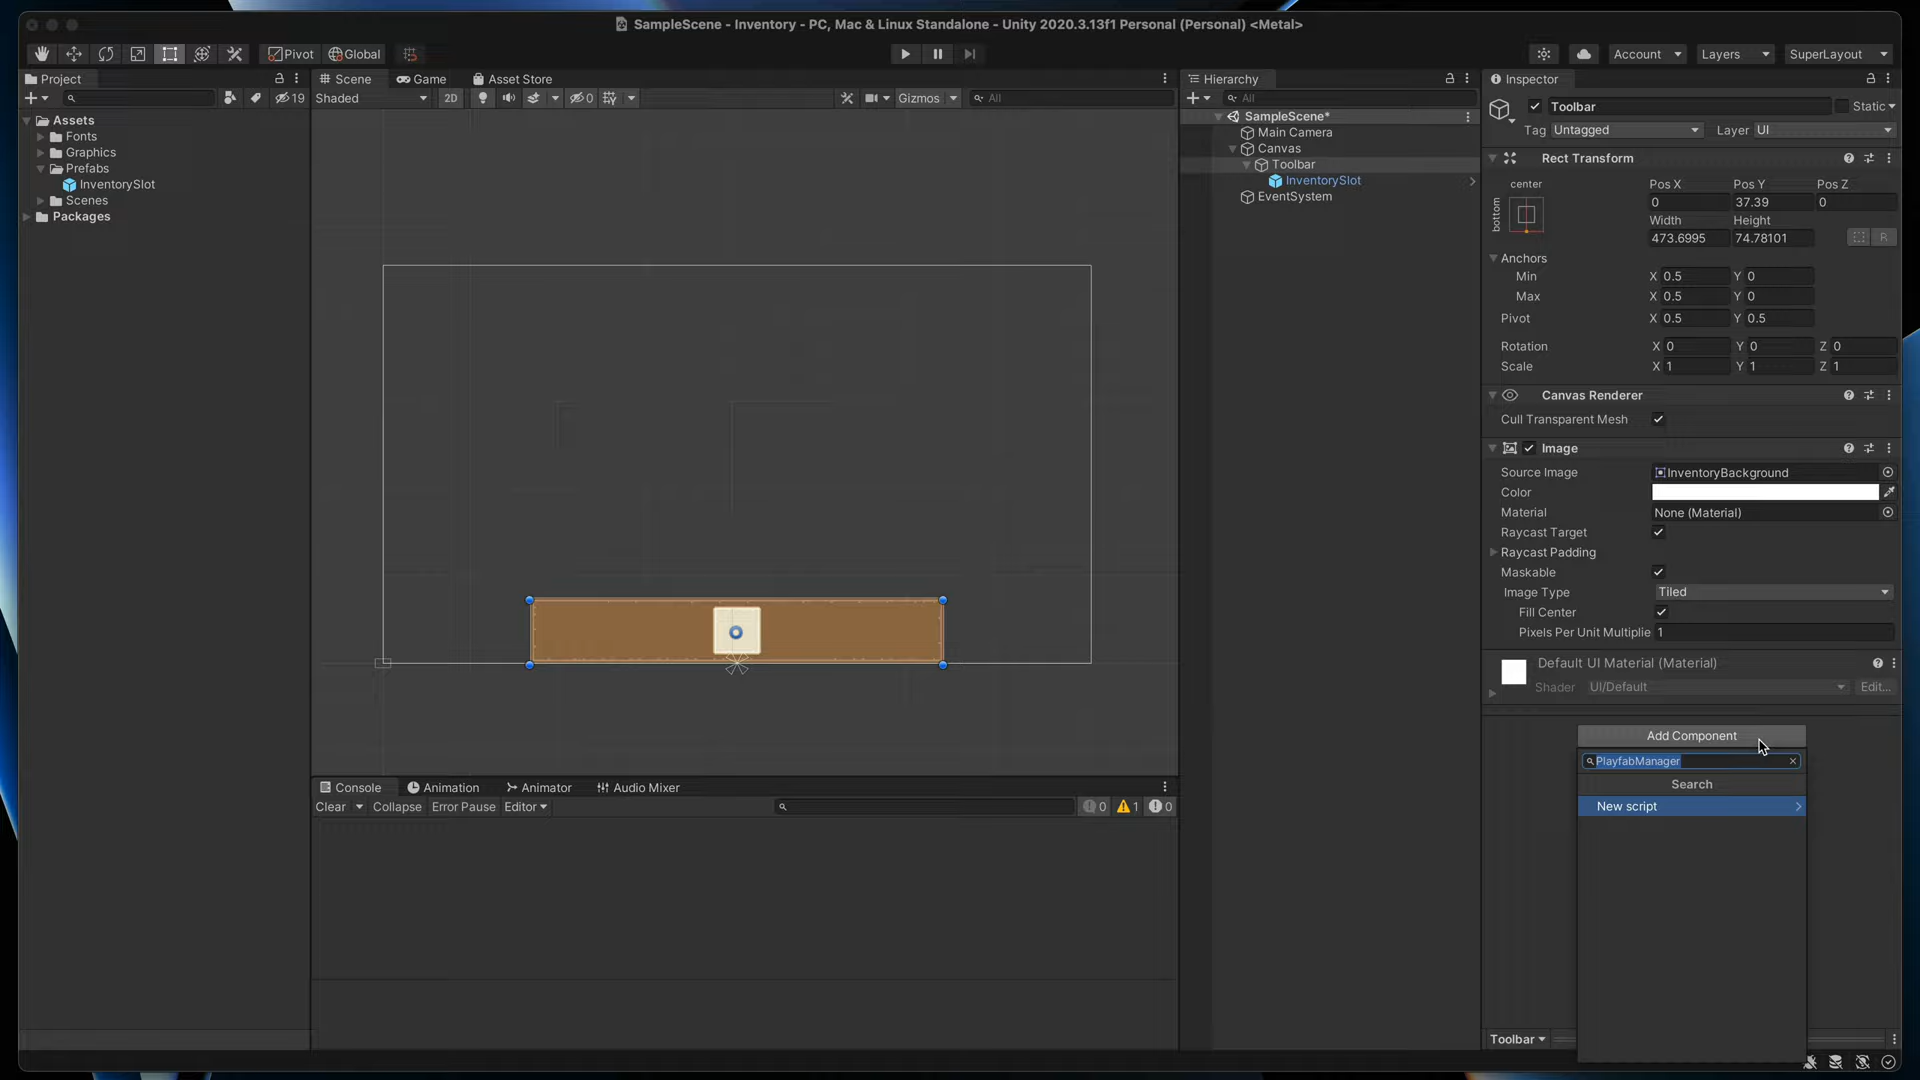 SampleScene - Inventory - PC, Mac & Linux Standalone - Unity 2020.3.13f1 Personal (Personal) <Metal>
Pivot
Global
Account
Layers
SuperLayout
Project
19
Assets
Fonts
Graphics
Prefabs
InventorySlot
Scenes
Packages
Scene
Game
Asset Store
Shaded
2D
0
Gizmos
All
Console
Animation
Animator
Audio Mixer
Clear
Collapse
Error Pause
Editor
0
1
0
Hierarchy
All
SampleScene*
Main Camera
Canvas
Toolbar
InventorySlot
EventSystem
Inspector
Toolbar
Static
Tag Untagged
Layer UI
Rect Transform
center
bottom
Pos X Pos Y Pos Z
0 37.39 0
Width Height
473.6995 74.78101
R
Anchors
Min X 0.5 Y 0
Max X 0.5 Y 0
Pivot X 0.5 Y 0.5
Rotation X 0 Y 0 Z 0
Scale X 1 Y 1 Z 1
Canvas Renderer
Cull Transparent Mesh
Image
Source Image InventoryBackground
Color
Material None (Material)
Raycast Target
Raycast Padding
Maskable
Image Type Tiled
Fill Center
Pixels Per Unit Multiplie 1
Default UI Material (Material)
Shader UI/Default Edit...
Add Component
PlayfabManager
Search
New script
Toolbar